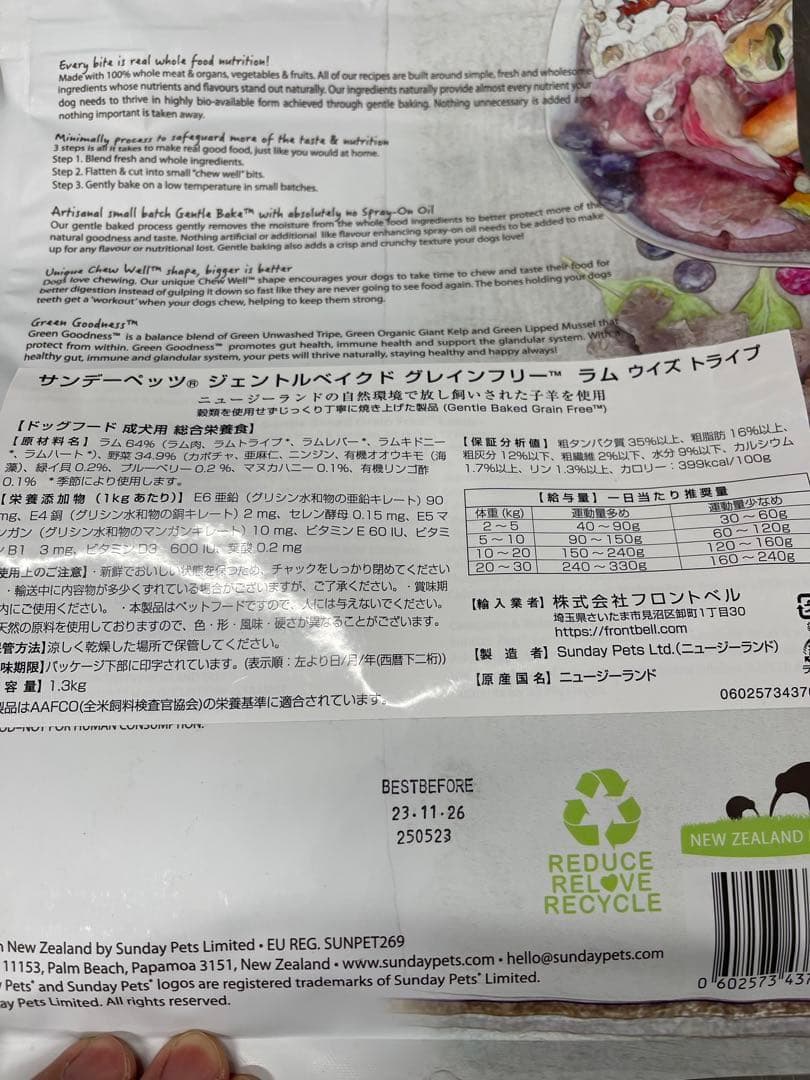 Every bite is real whole food nutrition!
Made with 100% whole meat & organs, vegetables & fruits. All of our recipes are built around simple, fresh and wholesome
ingredients whose nutrients and flavours stand out naturally. Our ingredients naturally provide almost every nutrient your
dog needs to thrive in highly bio-available form achieved through gentle baking. Nothing unnecessary is added and
nothing important is taken away.
Minimally process to safeguard more of the taste & nutrition
3 steps is all it takes to make real good food, just like you would at home.
Step 1. Blend fresh and whole ingredients.
Step 2. Flatten & cut into small "chew well" bits.
Step 3. Gently bake on a low temperature in small batches.
Artisanal small batch Gentle Bake™ with absolutely no Spray-On Oil
Our gentle baked process gently removes the moisture from the whole food ingredients to better protect more of the
natural goodness and taste. Nothing artificial or additional like flavour enhancing spray-on oil needs to be added to make
up for any flavour or nutritional lost. Gentle baking also adds a crisp and crunchy texture your dogs love!
Unique Chew Well™ shape, bigger is better
Dogs love chewing. Our unique Chew Well™ shape encourages your dogs to take time to chew and taste their food for
better digestion instead of gulping it down so fast like they are never going to see food again. The bones holding your dogs
teeth get a 'workout' when your dogs chew, helping to keep them strong.
Green Goodness™
Green Goodness™ is a balance blend of Green Unwashed Tripe, Green Organic Giant Kelp and Green Lipped Mussel that
protect from within. Green Goodness™ promotes gut health, immune health and support the glandular system. With a
healthy gut, immune and glandular system, your pets will thrive naturally, staying healthy and happy always!
サンデーペッツ® ジェントルベイクド グレインフリー™ ラム ウイズ トライプ
ニュージーランドの自然環境で放し飼いされた子羊を使用
穀類を使用せずじっくり丁寧に焼き上げた製品 (Gentle Baked Grain Free™)
【ドッグフード 成犬用 総合栄養食】
【原材料名】 ラム 64% (ラム肉、ラムトライプ*、ラムレバー*、ラムキドニー
*、ラムハート*)、野菜 34.9% (カボチャ、亜麻仁、ニンジン、有機オオウキモ (海
藻)、緑イ貝 0.2%、ブルーベリー 0.2 %、マヌカハニー 0.1%、有機リンゴ酢
0.1% *季節により使用します。
【栄養添加物 (1kgあたり)】 E6 亜鉛 (グリシン水和物の亜鉛キレート) 90
mg、E4 銅 (グリシン水和物の銅キレート) 2 mg、セレン酵母 0.15 mg、E5 マ
ンガン (グリシン水和物のマンガンキレート) 10 mg、ビタミン E 60 IU、ビタミ
ン B1 3 mg、ビタミン D3 600 IU、葉酸 0.2 mg
使用上のご注意】・新鮮でおいしい状態を保つため、チャックをしっかり閉めてください
・輸送中に内容物が多少くずれている場合がございますが、ご了承ください。・賞味期
内にご使用ください。 ・本製品はペットフードですので、人には与えないでください。
天然の原料を使用しておりますので、色・形・風味・硬さが異なることがございます。
管方法】涼しく乾燥した場所で保管してください。
味期限】パッケージ下部に印字されています。(表示順：左より日/月/年(西暦下二桁))
容量】1.3kg
製品はAAFCO(全米飼料検査官協会)の栄養基準に適合されています。
【保証分析値】 粗タンパク質 35%以上、粗脂肪 16%以上、
粗灰分 12%以下、粗繊維 2%以下、水分 9%以下、カルシウム
1.7%以上、リン 1.3%以上、カロリー：399kcal/100g
【給与量】 一日当たり推奨量
体重 (kg) 運動量多め 運動量少なめ
2～5 40～90g 30～60g
5～10 90～150g 60～120g
10～20 150～240g 120～160g
20～30 240～330g 160～240g
【輸入業者】株式会社フロントベル
埼玉県さいたま市見沼区卸町1丁目30
https://frontbell.com
【製造者】Sunday Pets Ltd.(ニュージーランド)
【原産国名】ニュージーランド
060257343
NOT FOR HUMAN CONSUMPTION.
BESTBEFORE
23.11.26
250523
REDUCE
RELOVE
RECYCLE
NEW ZEALAND
New Zealand by Sunday Pets Limited • EU REG. SUNPET269
11153, Palm Beach, Papamoa 3151, New Zealand • www.sundaypets.com • hello@sundaypets.com
Pets® and Sunday Pets® logos are registered trademarks of Sunday Pets® Limited.
ay Pets Limited. All rights reserved.
0 602573 43